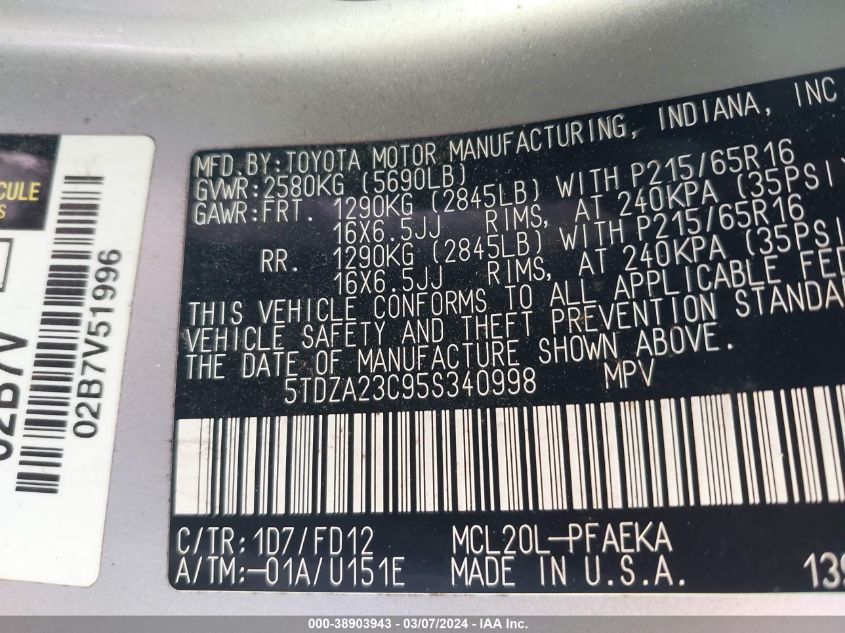 CULE
S
02B7V
02B7V51996
MFD.BY:TOYOTA MOTOR MANUFACTURING, INDIANA, INC
GVWR:2580KG (5690LB)
GAWR:FRT. 1290KG (2845LB) WITH P215/65R16
16X6.5JJ RIMS, AT 240KPA (35PSI)
RR. 1290KG (2845LB) WITH P215/65R16
16X6.5JJ RIMS, AT 240KPA (35PSI
THIS VEHICLE CONFORMS TO ALL APPLICABLE FED
VEHICLE SAFETY AND THEFT PREVENTION STANDA
THE DATE OF MANUFACTURE SHOWN ABOVE.
5TDZA23C95S340998 MPV
C/TR:1D7/FD12 MCL20L-PFAEKA
A/TM:-01A/U151E MADE IN U.S.A. 139
000-38903943 - 03/07/2024 - IAA Inc.